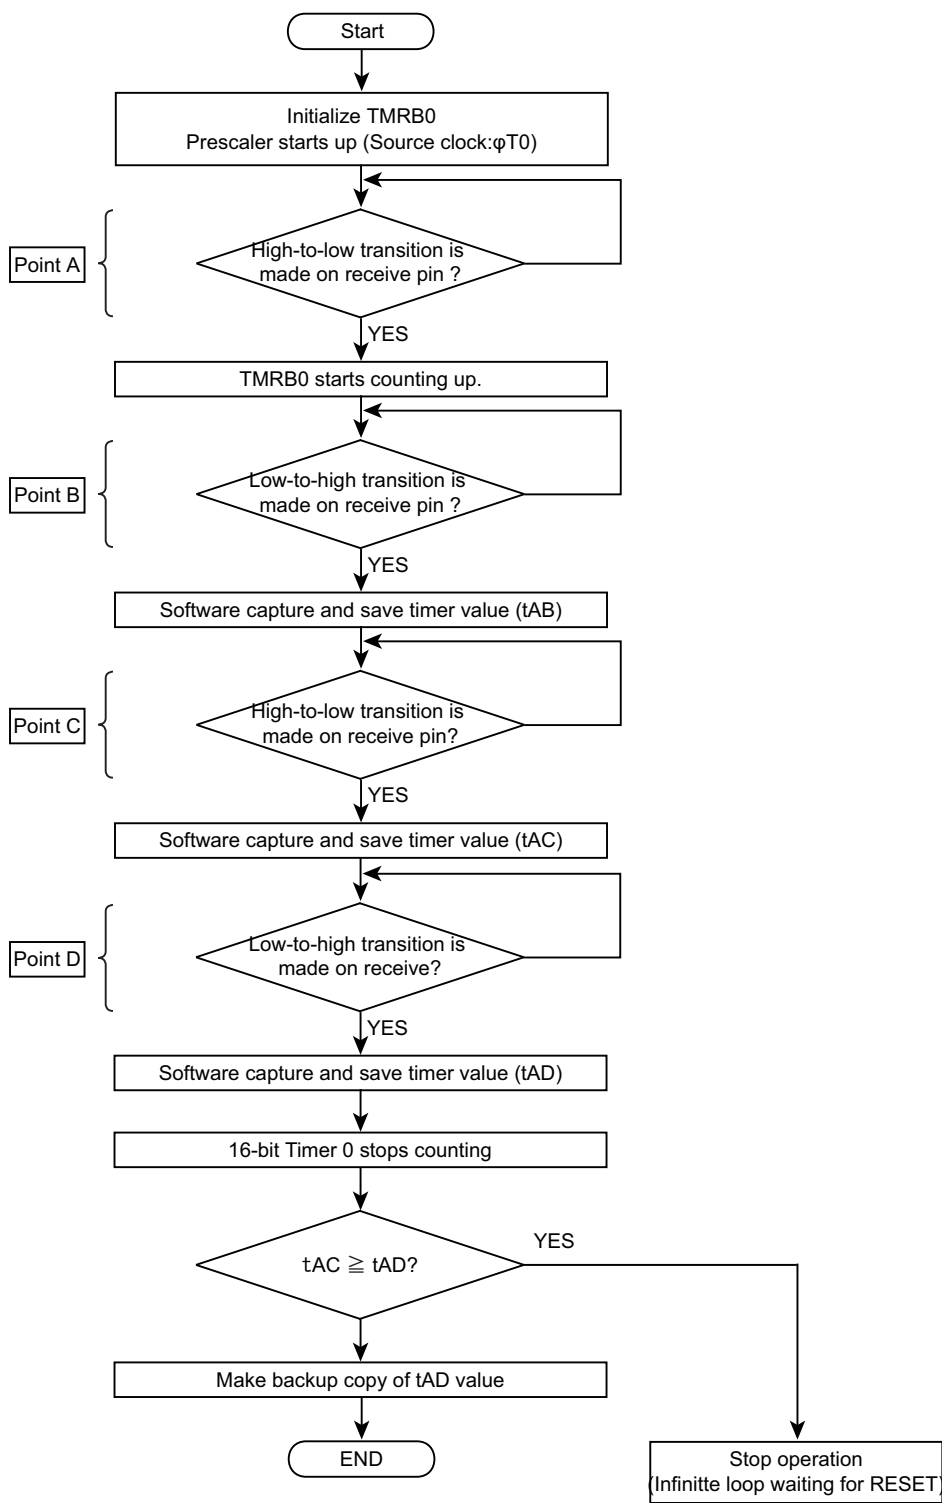 Start
Initialize TMRB0
Prescaler starts up (Source clock:φT0)
Point A
High-to-low transition is
made on receive pin ?
YES
TMRB0 starts counting up.
Point B
Low-to-high transition is
made on receive pin ?
YES
Software capture and save timer value (tAB)
Point C
High-to-low transition is
made on receive pin?
YES
Software capture and save timer value (tAC)
Point D
Low-to-high transition is
made on receive?
YES
Software capture and save timer value (tAD)
16-bit Timer 0 stops counting
tAC ≧ tAD?
YES
Make backup copy of tAD value
END
Stop operation
(Infinitte loop waiting for RESET)